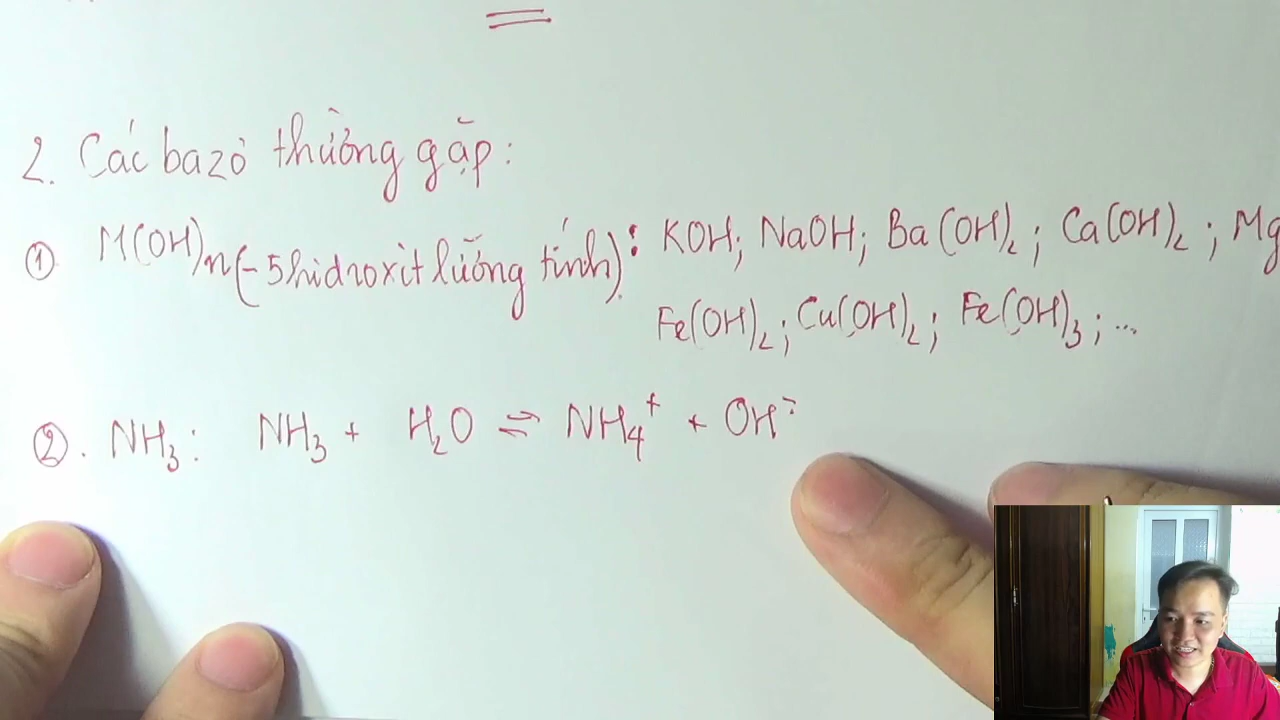 2. Các bazơ thường gặp:
① M(OH)n (- 5 hidroxit lưỡng tính): KOH; NaOH; Ba(OH)₂; Ca(OH)₂; Mg
Fe(OH)₂; Cu(OH)₂; Fe(OH)₃; ...
②. NH₃: NH₃ + H₂O ⇌ NH₄⁺ + OH⁻